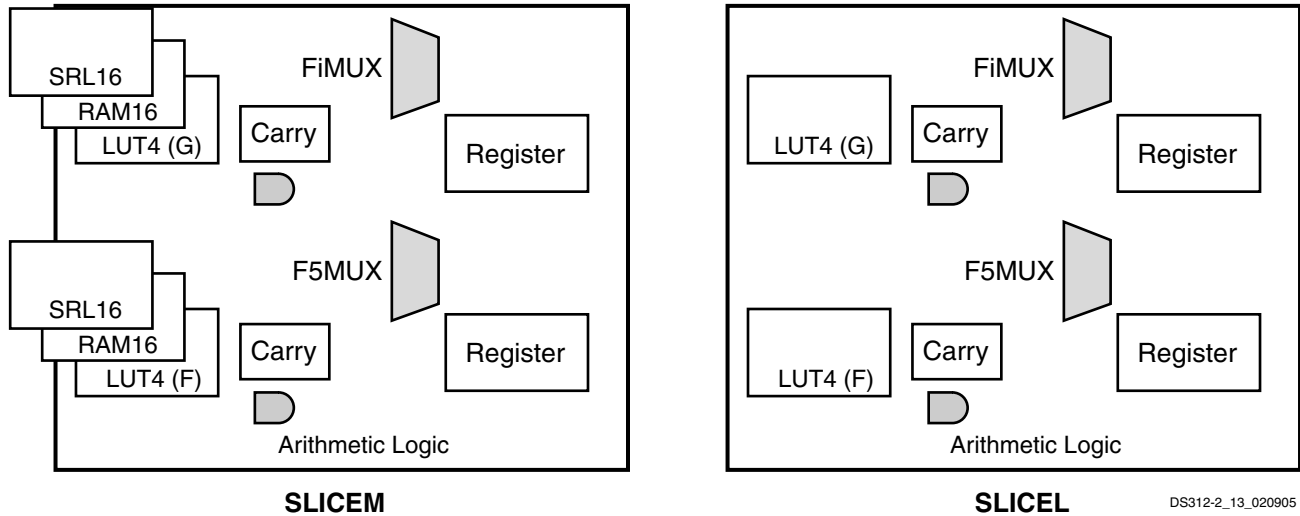 SRL16
RAM16
LUT4 (G)
Carry
FiMUX
Register
SRL16
RAM16
LUT4 (F)
Carry
F5MUX
Register
Arithmetic Logic
SLICEM
LUT4 (G)
Carry
FiMUX
Register
LUT4 (F)
Carry
F5MUX
Register
Arithmetic Logic
SLICEL
DS312-2_13_020905